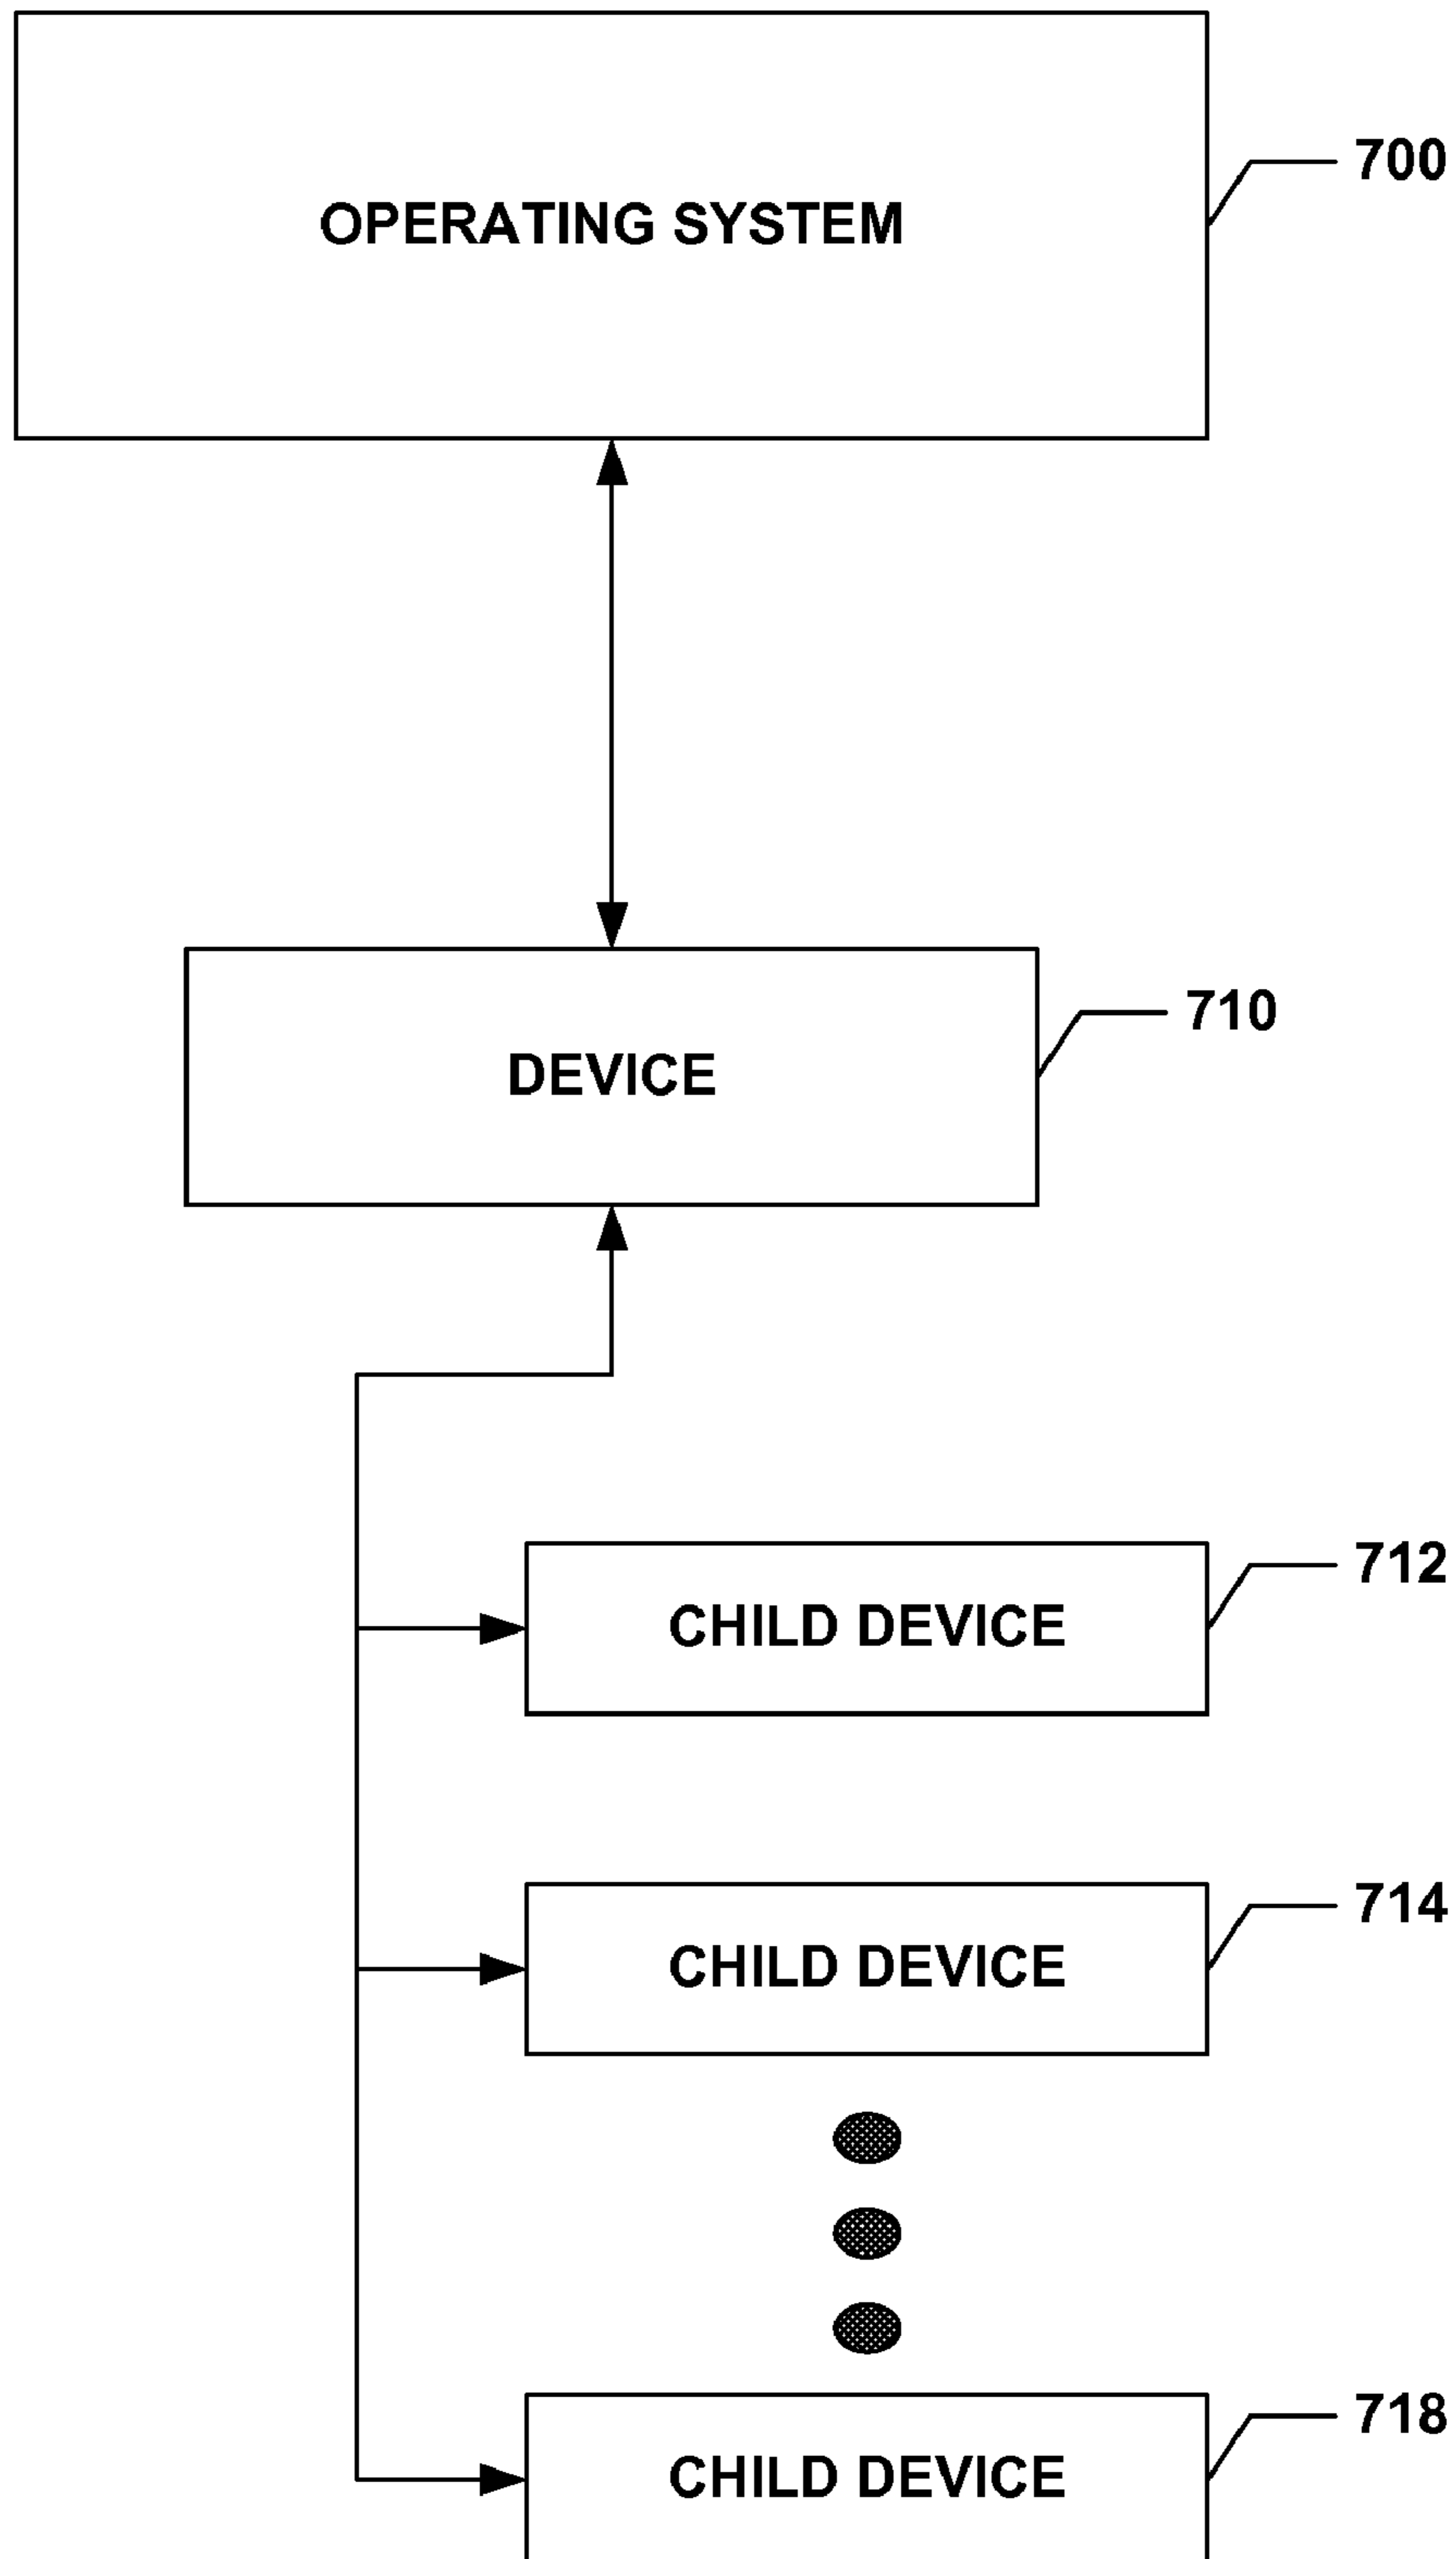 700
OPERATING SYSTEM
710
DEVICE
712
CHILD DEVICE
714
CHILD DEVICE
718
CHILD DEVICE